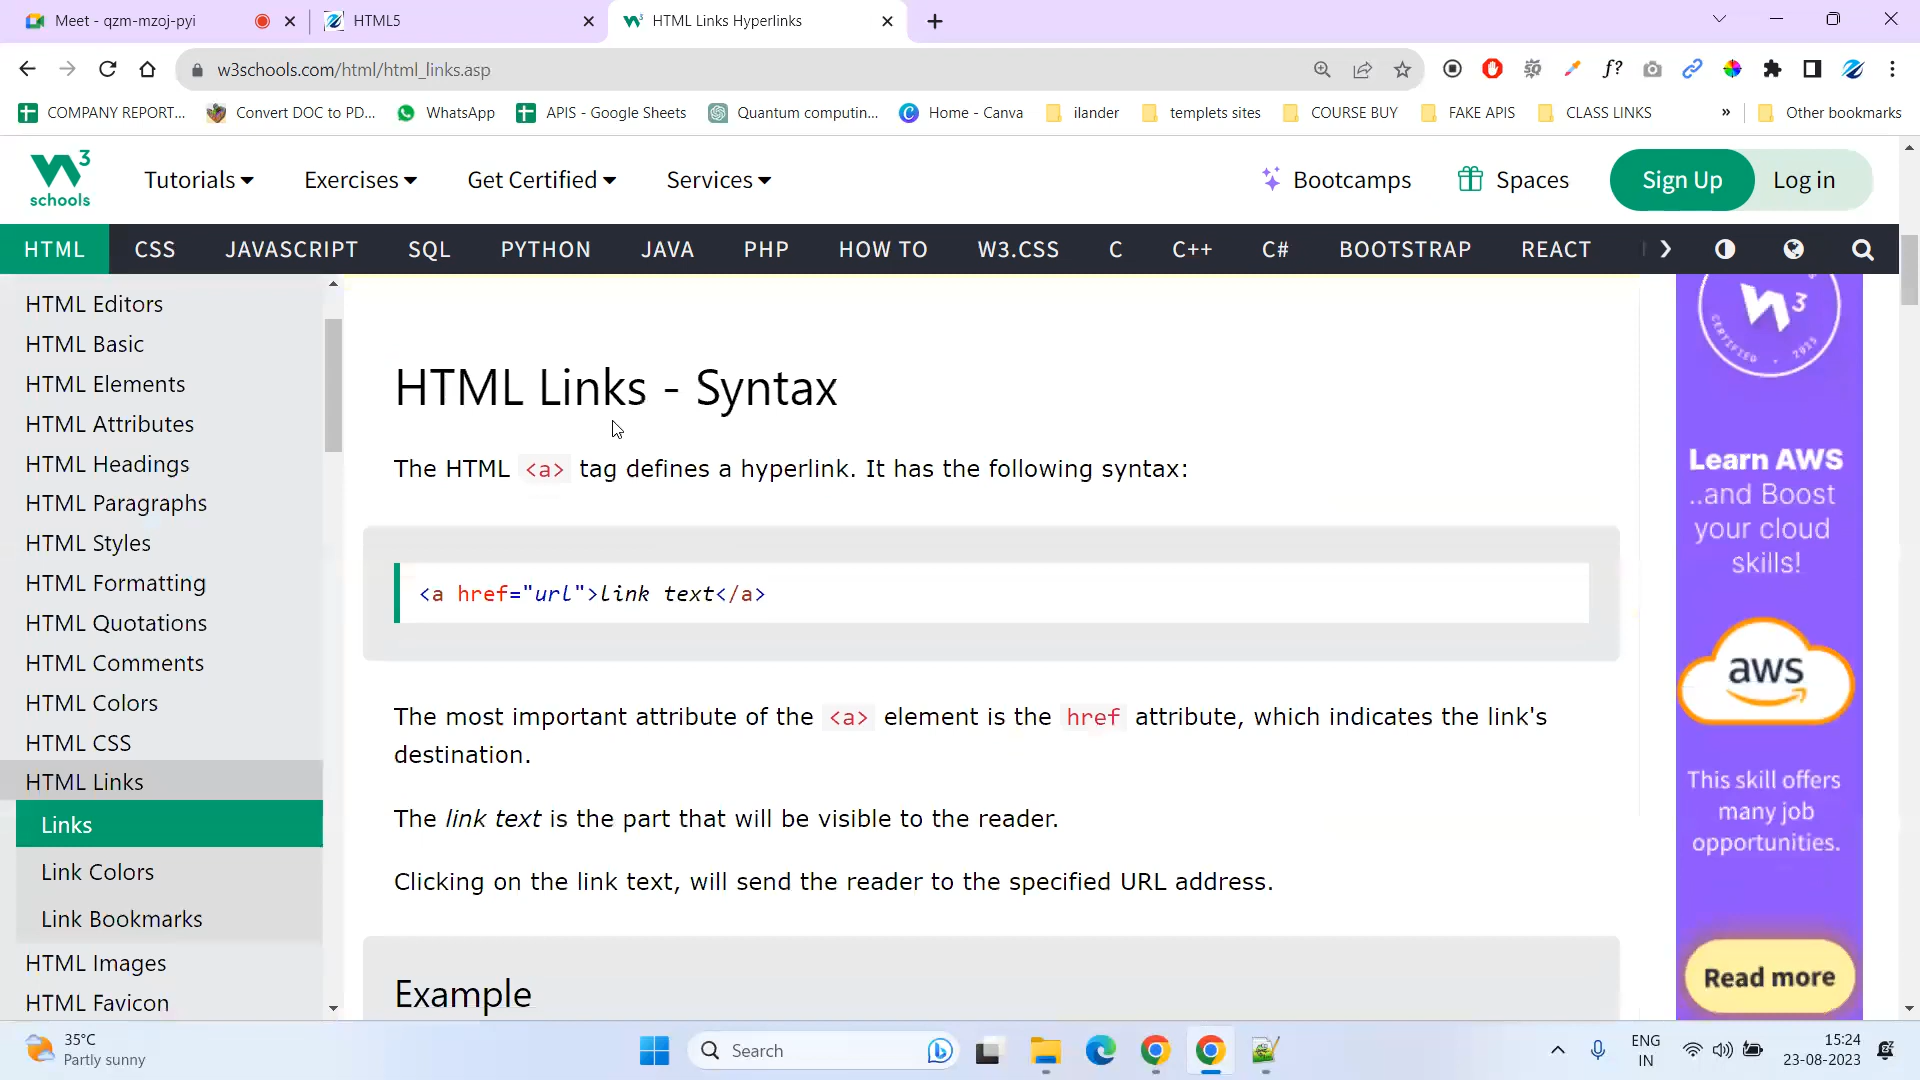 Meet - qzm-mzoj-pyi
HTML5
HTML Links Hyperlinks
w3schools.com/html/html_links.asp
f?
COMPANY REPORT...
Convert DOC to PD...
WhatsApp
APIS - Google Sheets
Quantum computin...
Home - Canva
ilander
templets sites
COURSE BUY
FAKE APIS
CLASS LINKS
»
Other bookmarks
W3 schools
Tutorials
Exercises
Get Certified
Services
Bootcamps
Spaces
Sign Up
Log in
HTML
CSS
JAVASCRIPT
SQL
PYTHON
JAVA
PHP
HOW TO
W3.CSS
C
C++
C#
BOOTSTRAP
REACT
HTML Editors
HTML Basic
HTML Elements
HTML Attributes
HTML Headings
HTML Paragraphs
HTML Styles
HTML Formatting
HTML Quotations
HTML Comments
HTML Colors
HTML CSS
HTML Links
Links
Link Colors
Link Bookmarks
HTML Images
HTML Favicon
HTML Links - Syntax
The HTML <a> tag defines a hyperlink. It has the following syntax:
<a href="url">link text</a>
The most important attribute of the <a> element is the href attribute, which indicates the link's
destination.
The link text is the part that will be visible to the reader.
Clicking on the link text, will send the reader to the specified URL address.
Example
W3
CERTIFIED
Learn AWS
..and Boost
your cloud
skills!
aws
This skill offers
many job
opportunities.
Read more
35°C
Partly sunny
Search
ENG
IN
15:24
23-08-2023